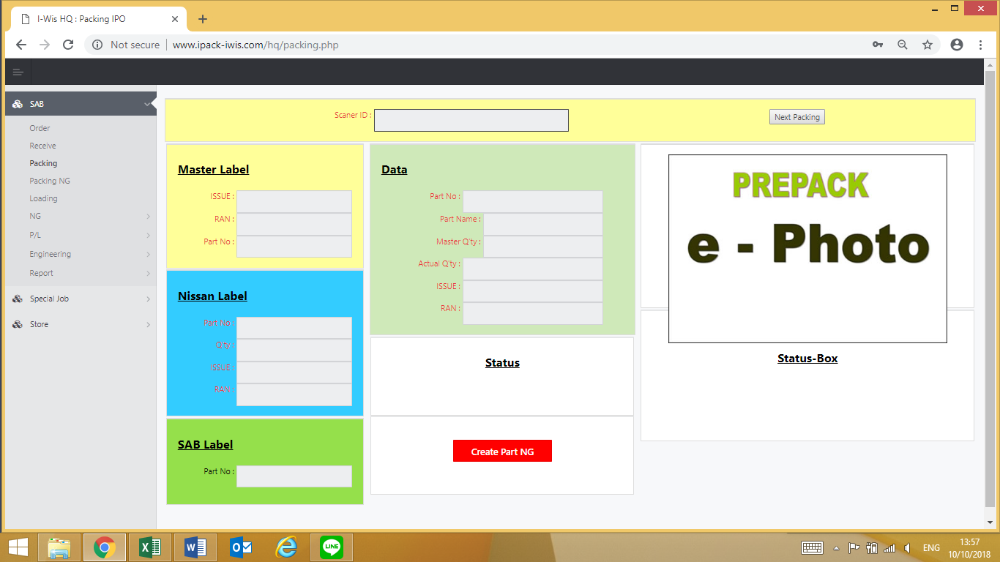 I-Wis HQ : Packing IPO
Not secure | www.ipack-iwis.com/hq/packing.php
SAB
Order
Receive
Packing
Packing NG
Loading
NG
P/L
Engineering
Report
Special Job
Store
Scaner ID :
Next Packing
Master Label
ISSUE :
RAN :
Part No :
Nissan Label
Part No :
Q'ty :
ISSUE :
RAN :
SAB Label
Part No :
Data
Part No :
Part Name :
Master Q'ty :
Actual Q'ty :
ISSUE :
RAN :
Status
Create Part NG
PREPACK
e - Photo
Status-Box
LINE
ENG
13:57
10/10/2018